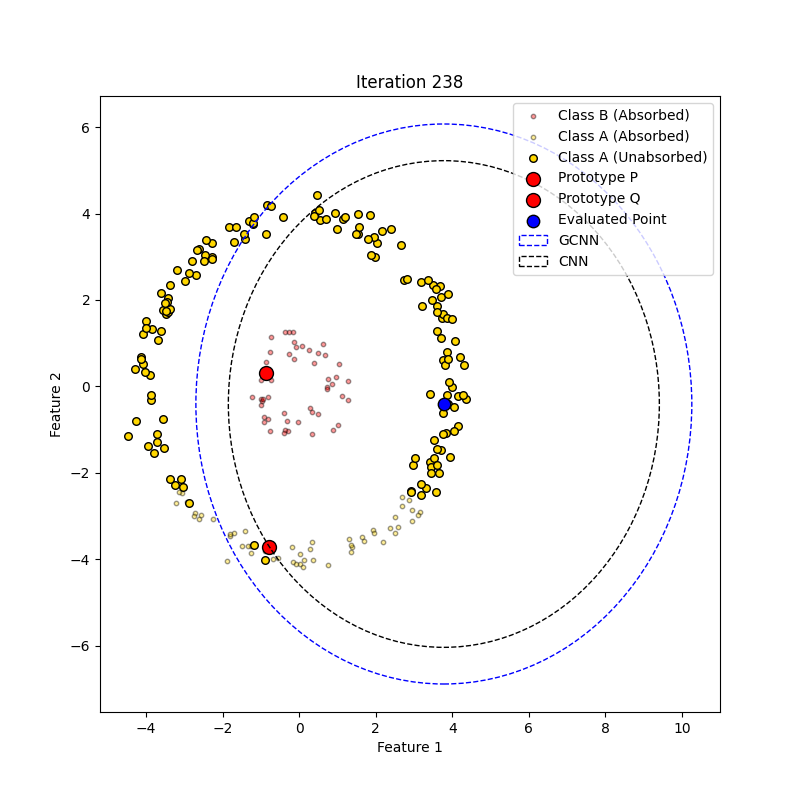 Iteration 238
Class B (Absorbed)
Class A (Absorbed)
Class A (Unabsorbed)
Prototype P
Prototype Q
Evaluated Point
GCNN
CNN
Feature 2
6
4
2
0
−2
−4
−6
−4
−2
0
2
4
6
8
10
Feature 1